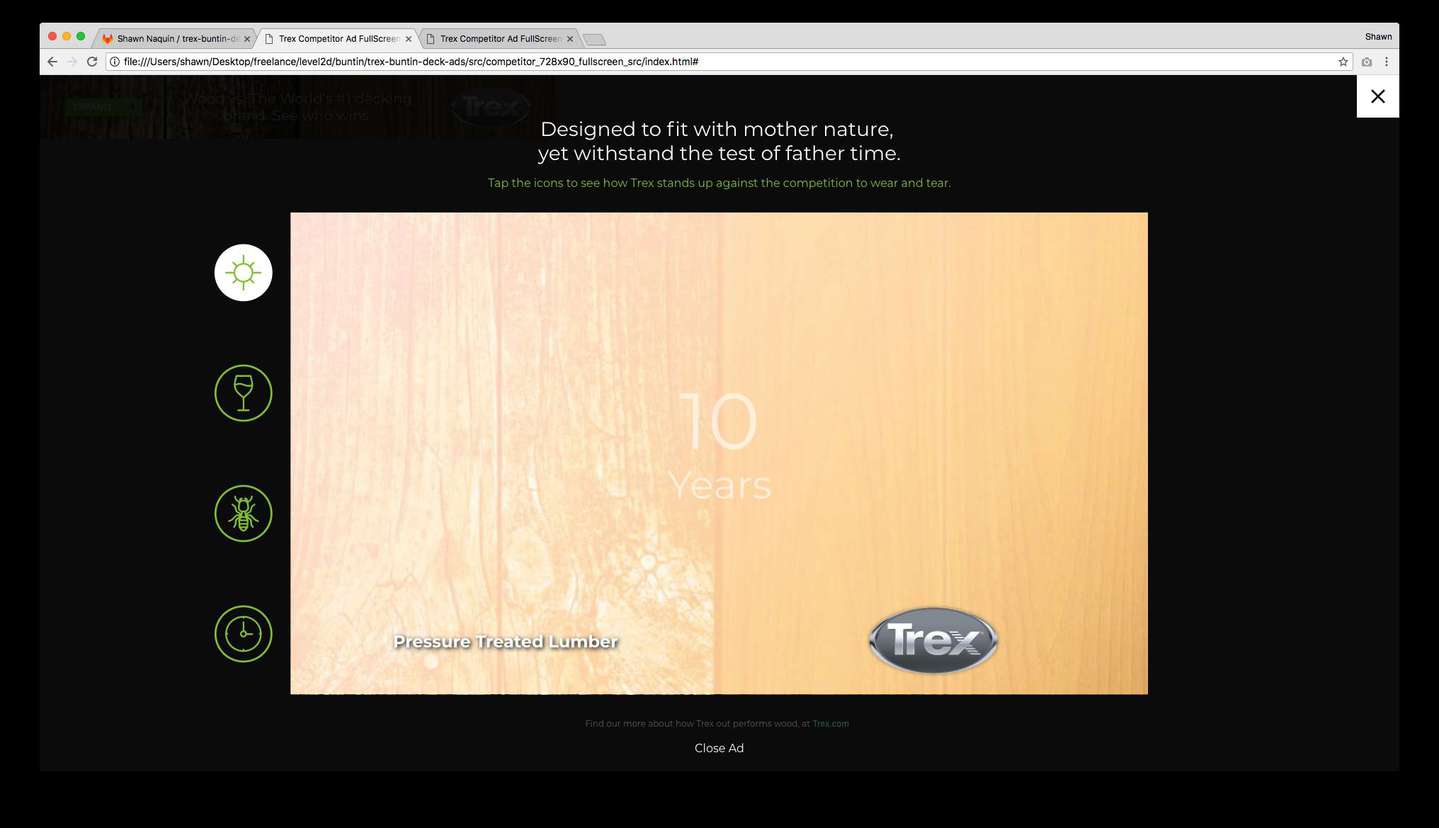 Shawn Naquin / trex-buntin-de
Trex Competitor Ad FullScreen
Trex Competitor Ad FullScreen
Shawn
file:///Users/shawn/Desktop/freelance/level2d/buntin/trex-buntin-deck-ads/src/competitor_728x90_fullscreen_src/index.html#
EXPAND
Wood vs. The World's #1 decking
brand. See who wins.
Trex
Designed to fit with mother nature,
yet withstand the test of father time.
Tap the icons to see how Trex stands up against the competition to wear and tear.
10
Years
Pressure Treated Lumber
Trex
Find our more about how Trex out performs wood, at Trex.com
Close Ad